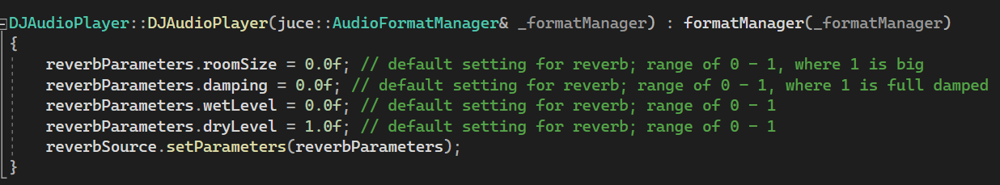 DJAudioPlayer::DJAudioPlayer(juce::AudioFormatManager& _formatManager) : formatManager(_formatManager)
{
    reverbParameters.roomSize = 0.0f; // default setting for reverb; range of 0 - 1, where 1 is big
    reverbParameters.damping = 0.0f; // default setting for reverb; range of 0 - 1, where 1 is full damped
    reverbParameters.wetLevel = 0.0f; // default setting for reverb; range of 0 - 1
    reverbParameters.dryLevel = 1.0f; // default setting for reverb; range of 0 - 1
    reverbSource.setParameters(reverbParameters);
}